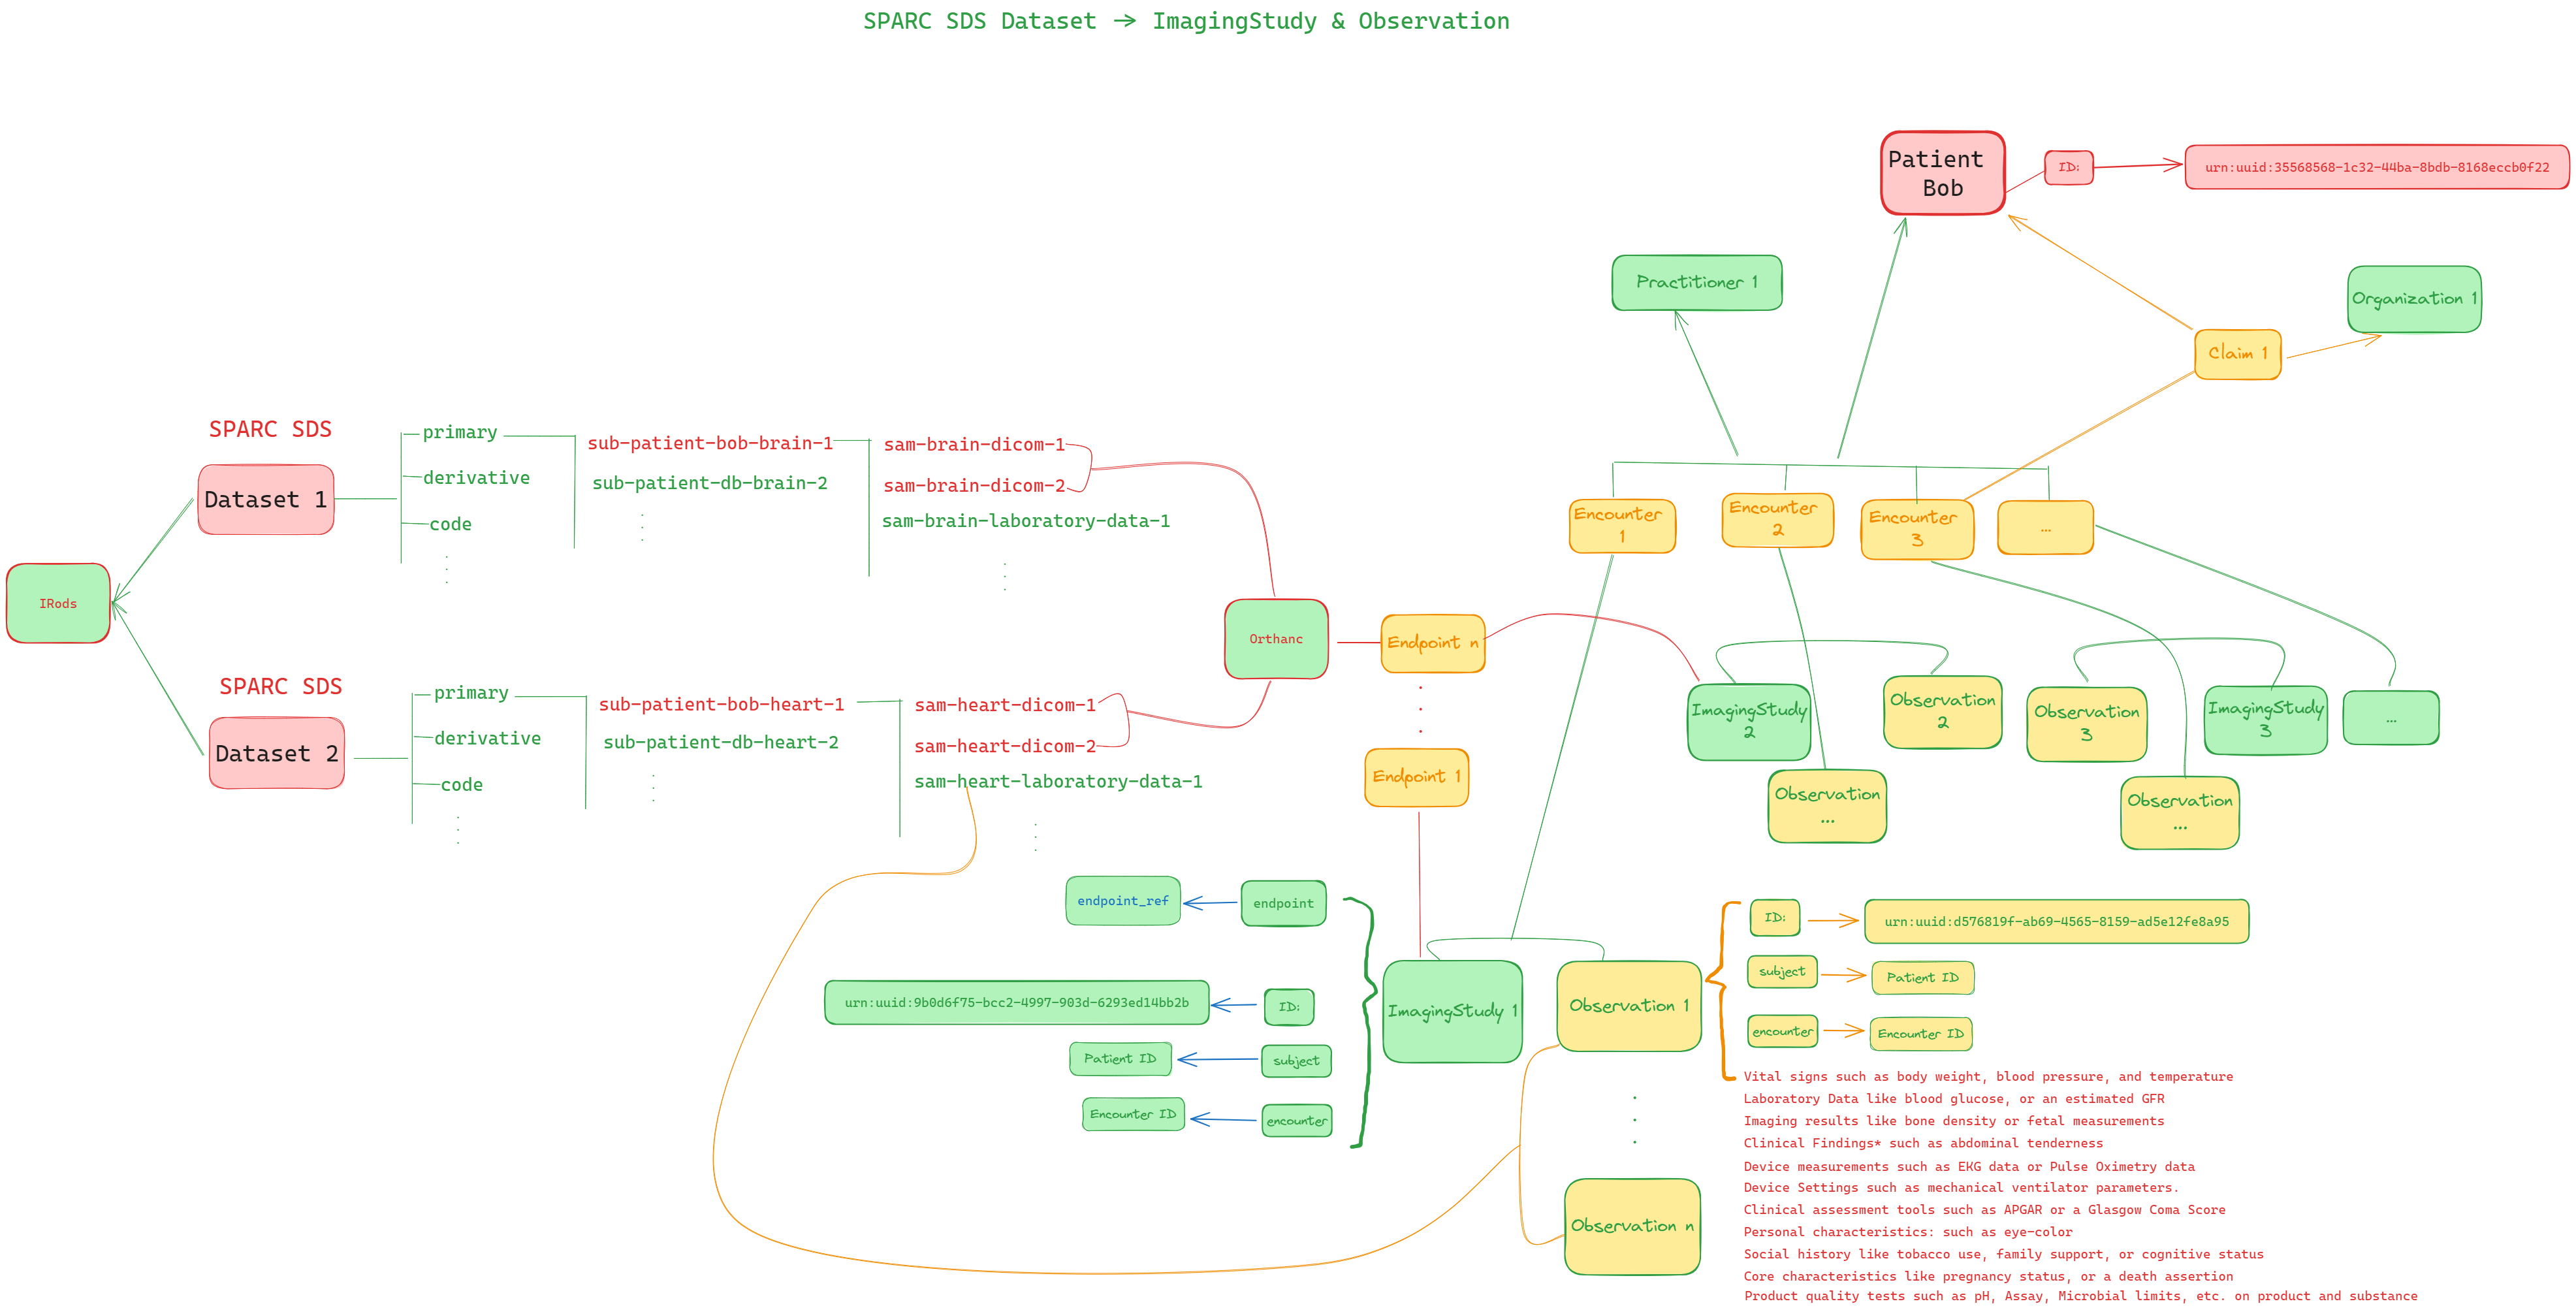 SPARC SDS Dataset → ImagingStudy & Observation
Patient
Bob
ID:
urn:uuid:35568568-1c32-44ba-8bdb-8168eccb0f22
Practitioner 1
Organization 1
Claim 1
Encounter
1
Encounter
2
Encounter
3
...
SPARC SDS
Dataset 1
primary
derivative
code
sub-patient-bob-brain-1
sub-patient-db-brain-2
sam-brain-dicom-1
sam-brain-dicom-2
sam-brain-laboratory-data-1
IRods
SPARC SDS
Dataset 2
primary
derivative
code
sub-patient-bob-heart-1
sub-patient-db-heart-2
sam-heart-dicom-1
sam-heart-dicom-2
sam-heart-laboratory-data-1
Orthanc
Endpoint n
Endpoint 1
ImagingStudy
2
Observation
2
Observation
3
ImagingStudy
3
...
Observation
...
Observation
...
endpoint_ref
endpoint
urn:uuid:9b0d6f75-bcc2-4997-903d-6293ed14bb2b
ID:
Patient ID
subject
Encounter ID
encounter
ImagingStudy 1
Observation 1
Observation n
ID:
urn:uuid:d576819f-ab69-4565-8159-ad5e12fe8a95
subject
Patient ID
encounter
Encounter ID
Vital signs such as body weight, blood pressure, and temperature
Laboratory Data like blood glucose, or an estimated GFR
Imaging results like bone density or fetal measurements
Clinical Findings* such as abdominal tenderness
Device measurements such as EKG data or Pulse Oximetry data
Device Settings such as mechanical ventilator parameters.
Clinical assessment tools such as APGAR or a Glasgow Coma Score
Personal characteristics: such as eye-color
Social history like tobacco use, family support, or cognitive status
Core characteristics like pregnancy status, or a death assertion
Product quality tests such as pH, Assay, Microbial limits, etc. on product and substance